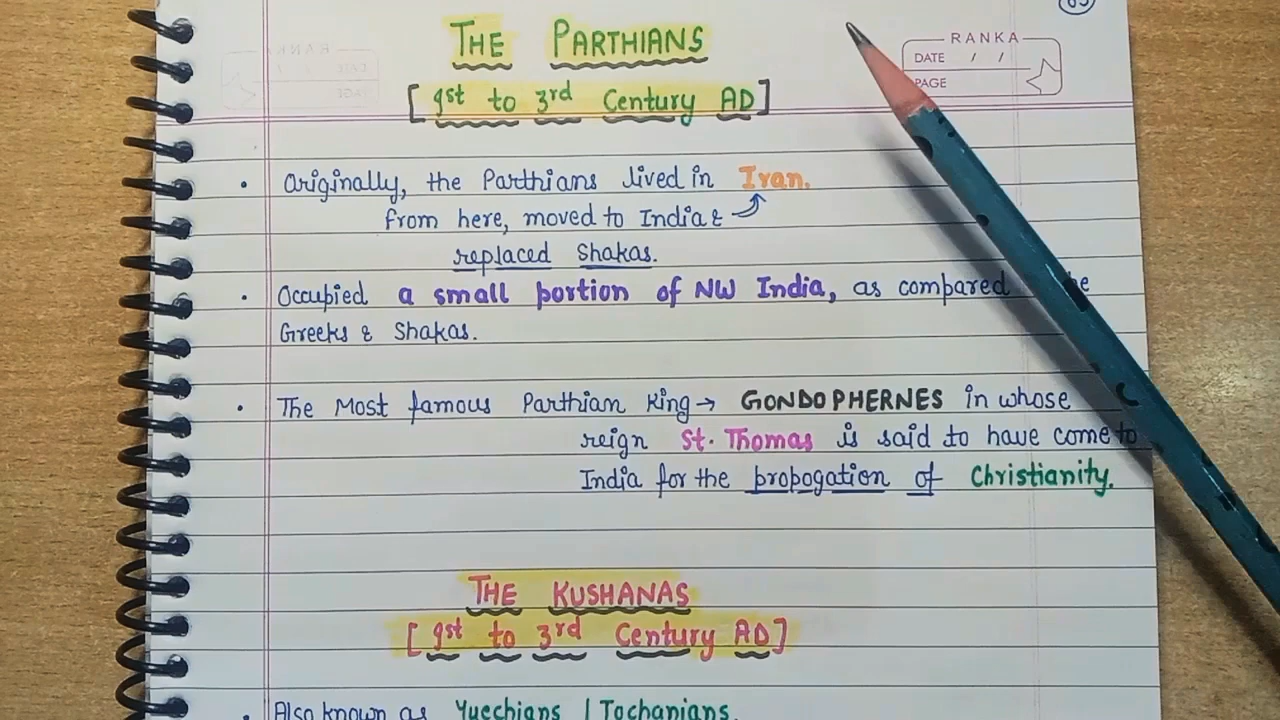 THE PARTHIANS
RANKA
DATE / /
PAGE
[ 1st to 3rd Century AD ]
• Originally, the Parthians lived in Iran.
from here, moved to India &
replaced Shakas.
• Occupied a small portion of NW India, as compared
Greeks & Shakas.
• The Most famous Parthian King → GONDOPHERNES in whose
reign St. Thomas is said to have come to
India for the propogation of Christianity.
THE KUSHANAS
[ 1st to 3rd Century AD ]
• Also known as Yuechians / Tochanians.